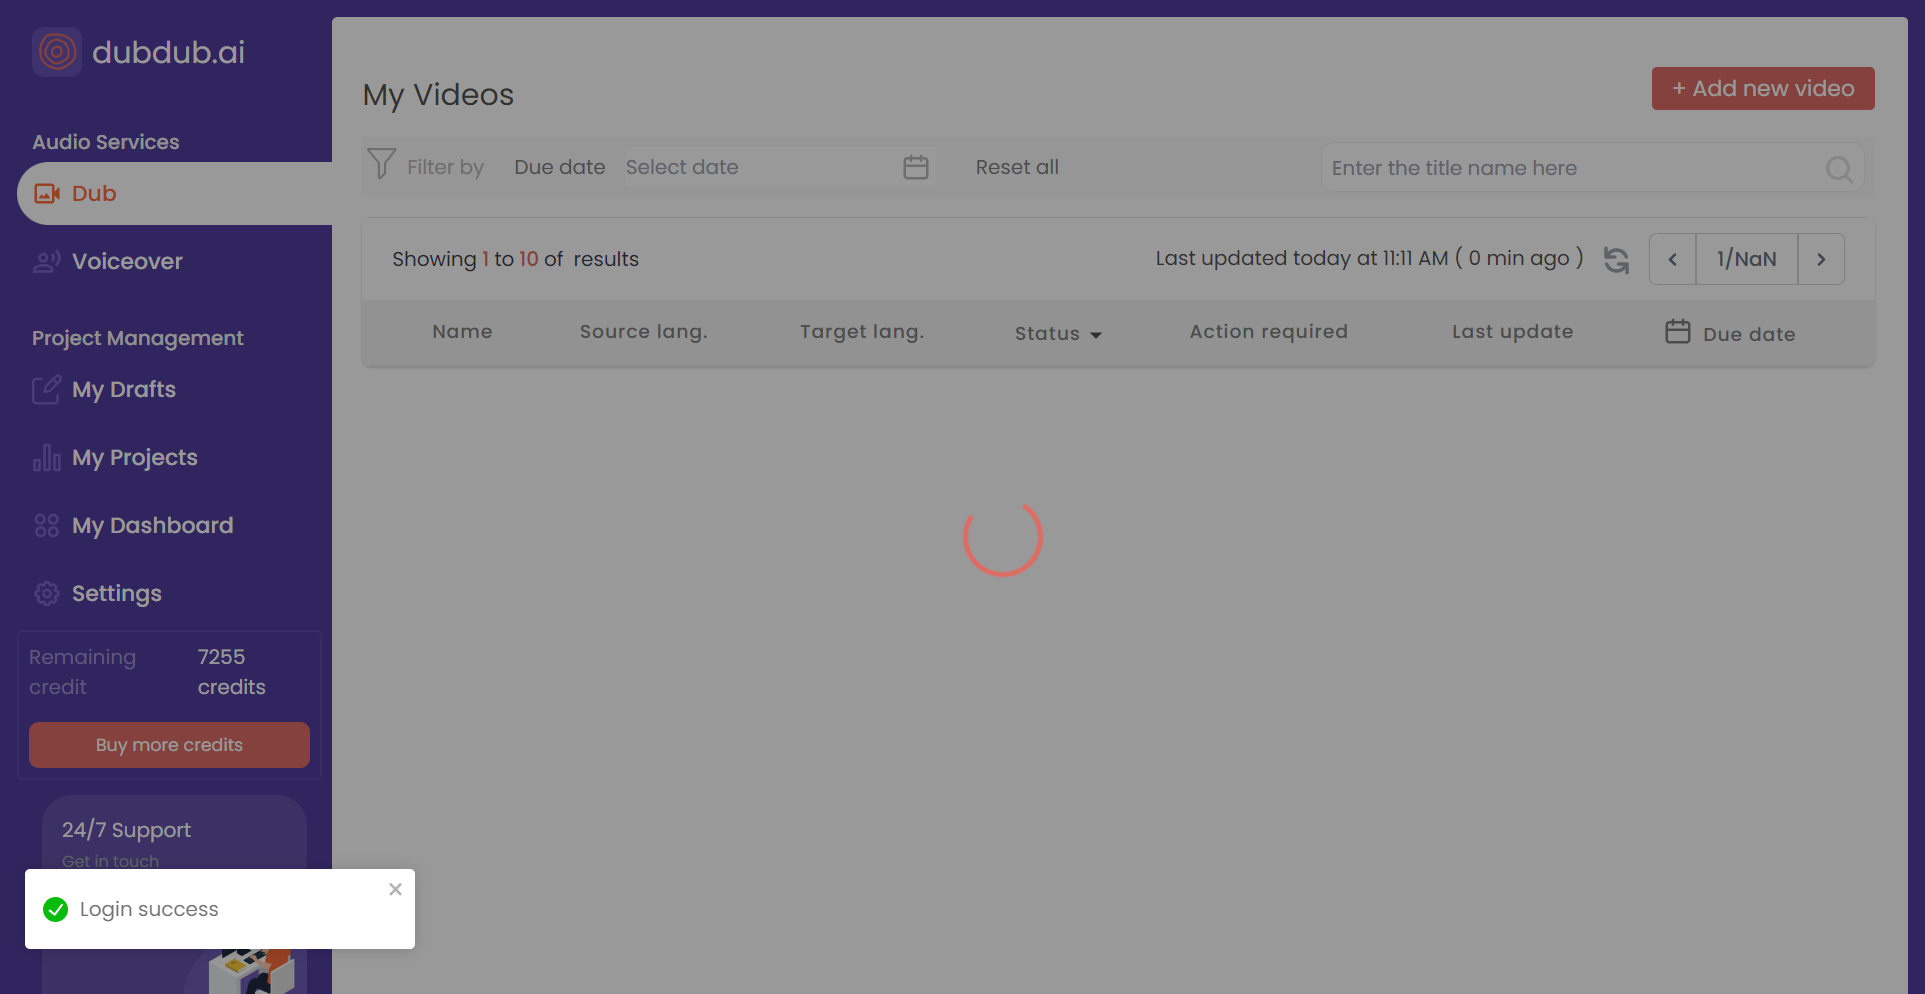 dubdub.ai
Audio Services
Dub
Voiceover
Project Management
My Drafts
My Projects
My Dashboard
Settings
Remaining credit
7255 credits
Buy more credits
24/7 Support
Get in touch
Login success
My Videos
+ Add new video
Filter by Due date Select date Reset all
Enter the title name here
Showing 1 to 10 of results
Last updated today at 11:11 AM ( 0 min ago )
1/NaN
Name Source lang. Target lang. Status Action required Last update Due date